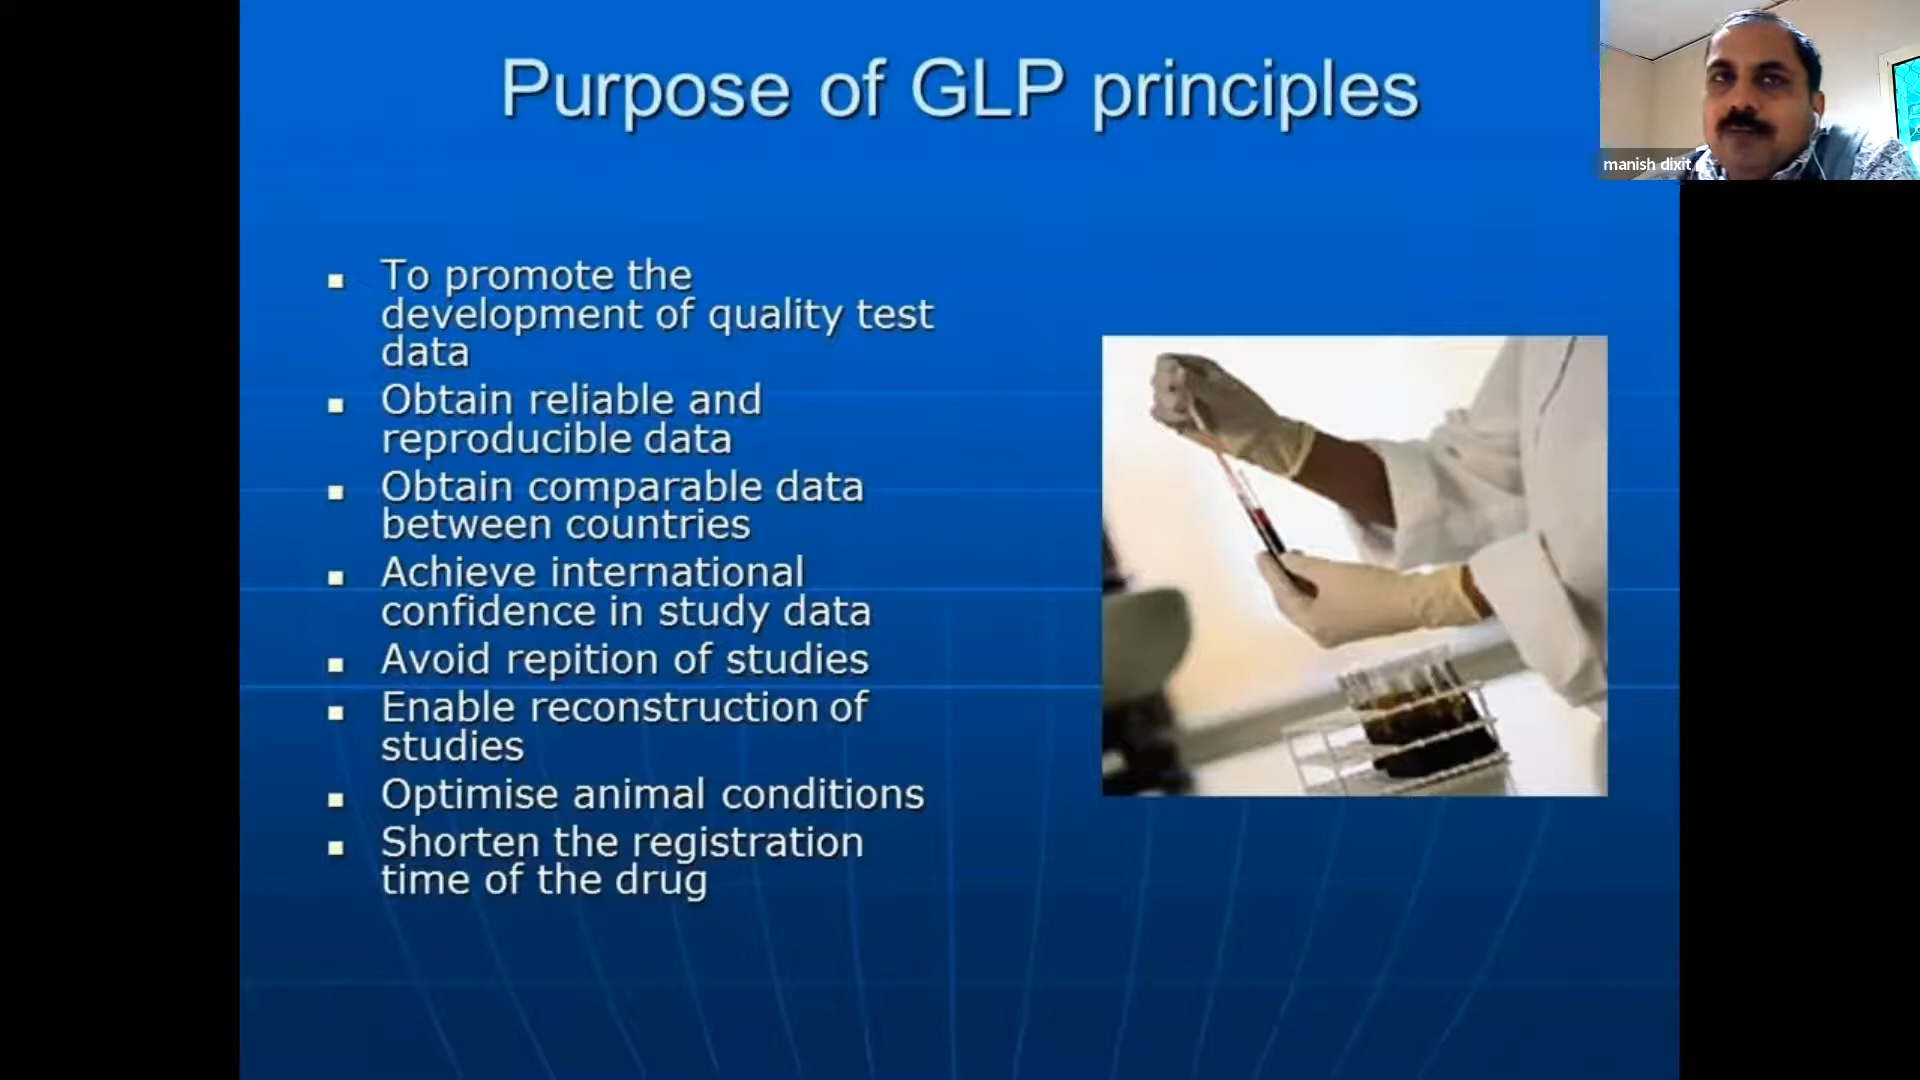 Purpose of GLP principles
manish dixit
▪ To promote the
development of quality test
data
▪ Obtain reliable and
reproducible data
▪ Obtain comparable data
between countries
▪ Achieve international
confidence in study data
▪ Avoid repition of studies
▪ Enable reconstruction of
studies
▪ Optimise animal conditions
▪ Shorten the registration
time of the drug